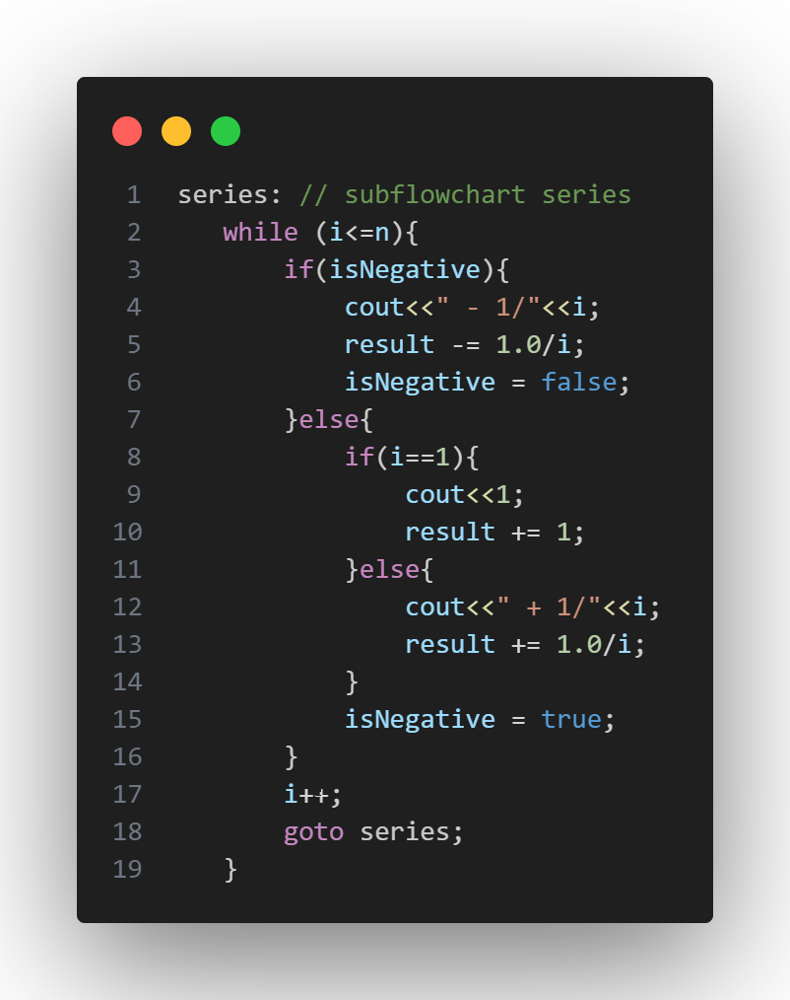 1 series: // subflowchart series
2 while (i<=n){
3 if(isNegative){
4 cout<<" - 1/"<<i;
5 result -= 1.0/i;
6 isNegative = false;
7 }else{
8 if(i==1){
9 cout<<1;
10 result += 1;
11 }else{
12 cout<<" + 1/"<<i;
13 result += 1.0/i;
14 }
15 isNegative = true;
16 }
17 i++;
18 goto series;
19 }